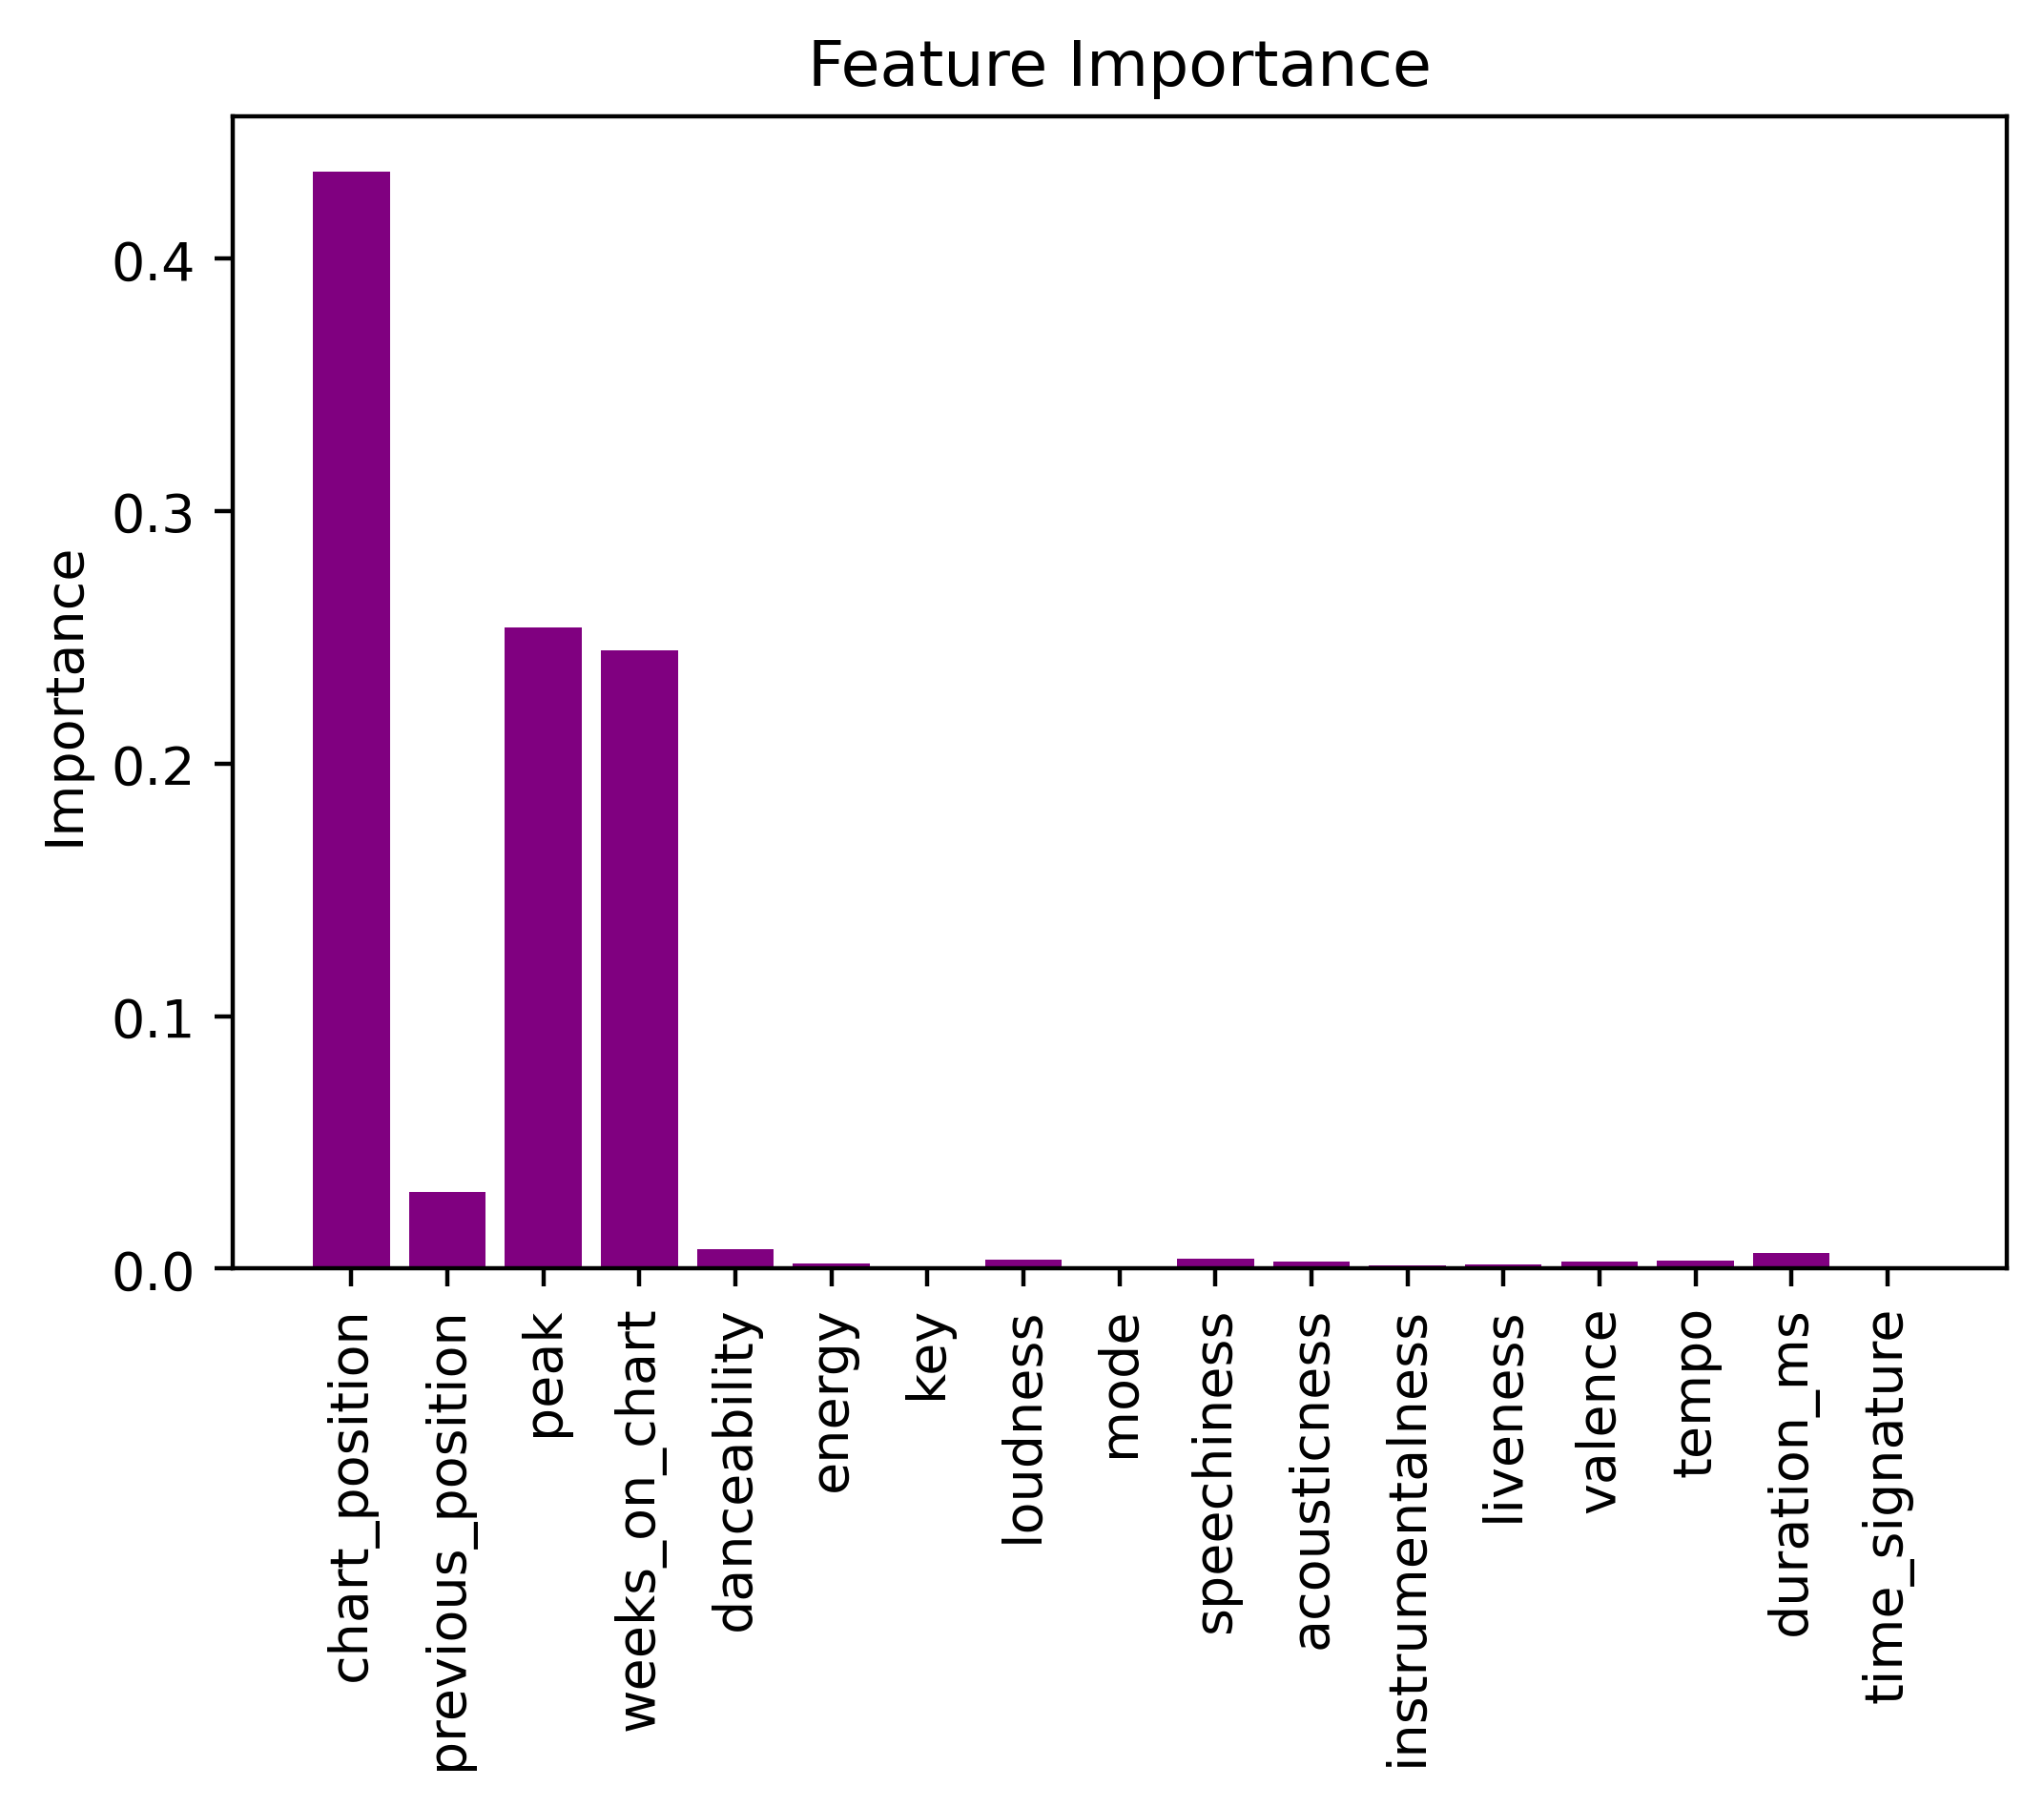 Feature Importance
Importance
0.4
0.3
0.2
0.1
0.0
chart_position
previous_position
peak
weeks_on_chart
danceability
energy
key
loudness
mode
speechiness
acousticness
instrumentalness
liveness
valence
tempo
duration_ms
time_signature